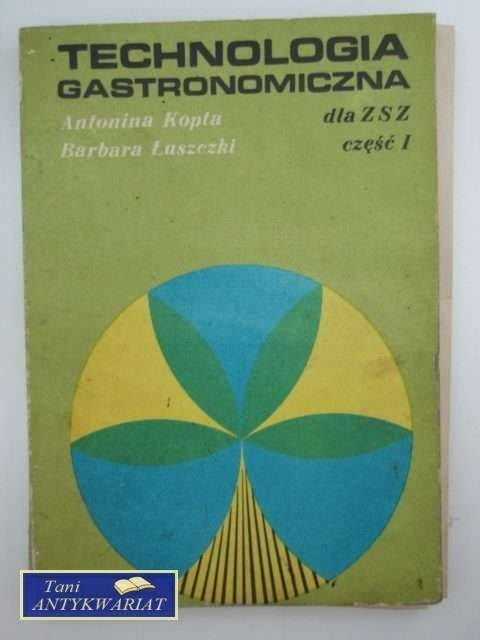 TECHNOLOGIA
GASTRONOMICZNA
Antonina Kopta
Barbara Łuszczki
dla ZSZ
część I
Tani
ANTYKWARIAT